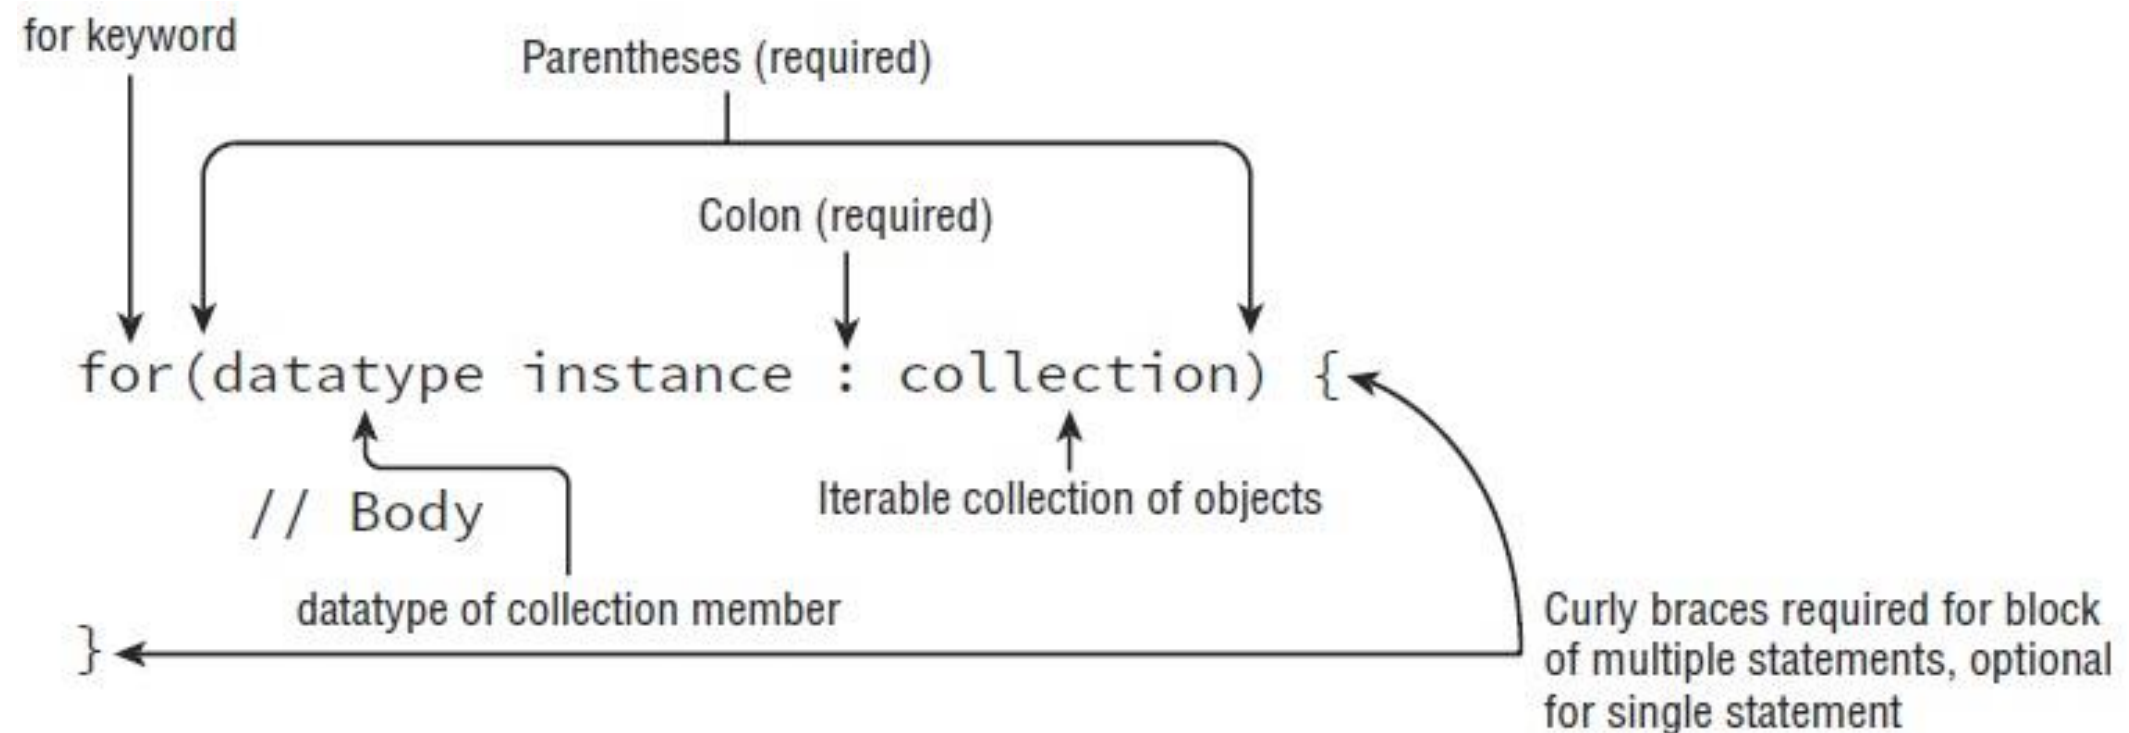 for keyword
Parentheses (required)
Colon (required)
for(datatype instance : collection) {
// Body
Iterable collection of objects
datatype of collection member
}
Curly braces required for block
of multiple statements, optional
for single statement